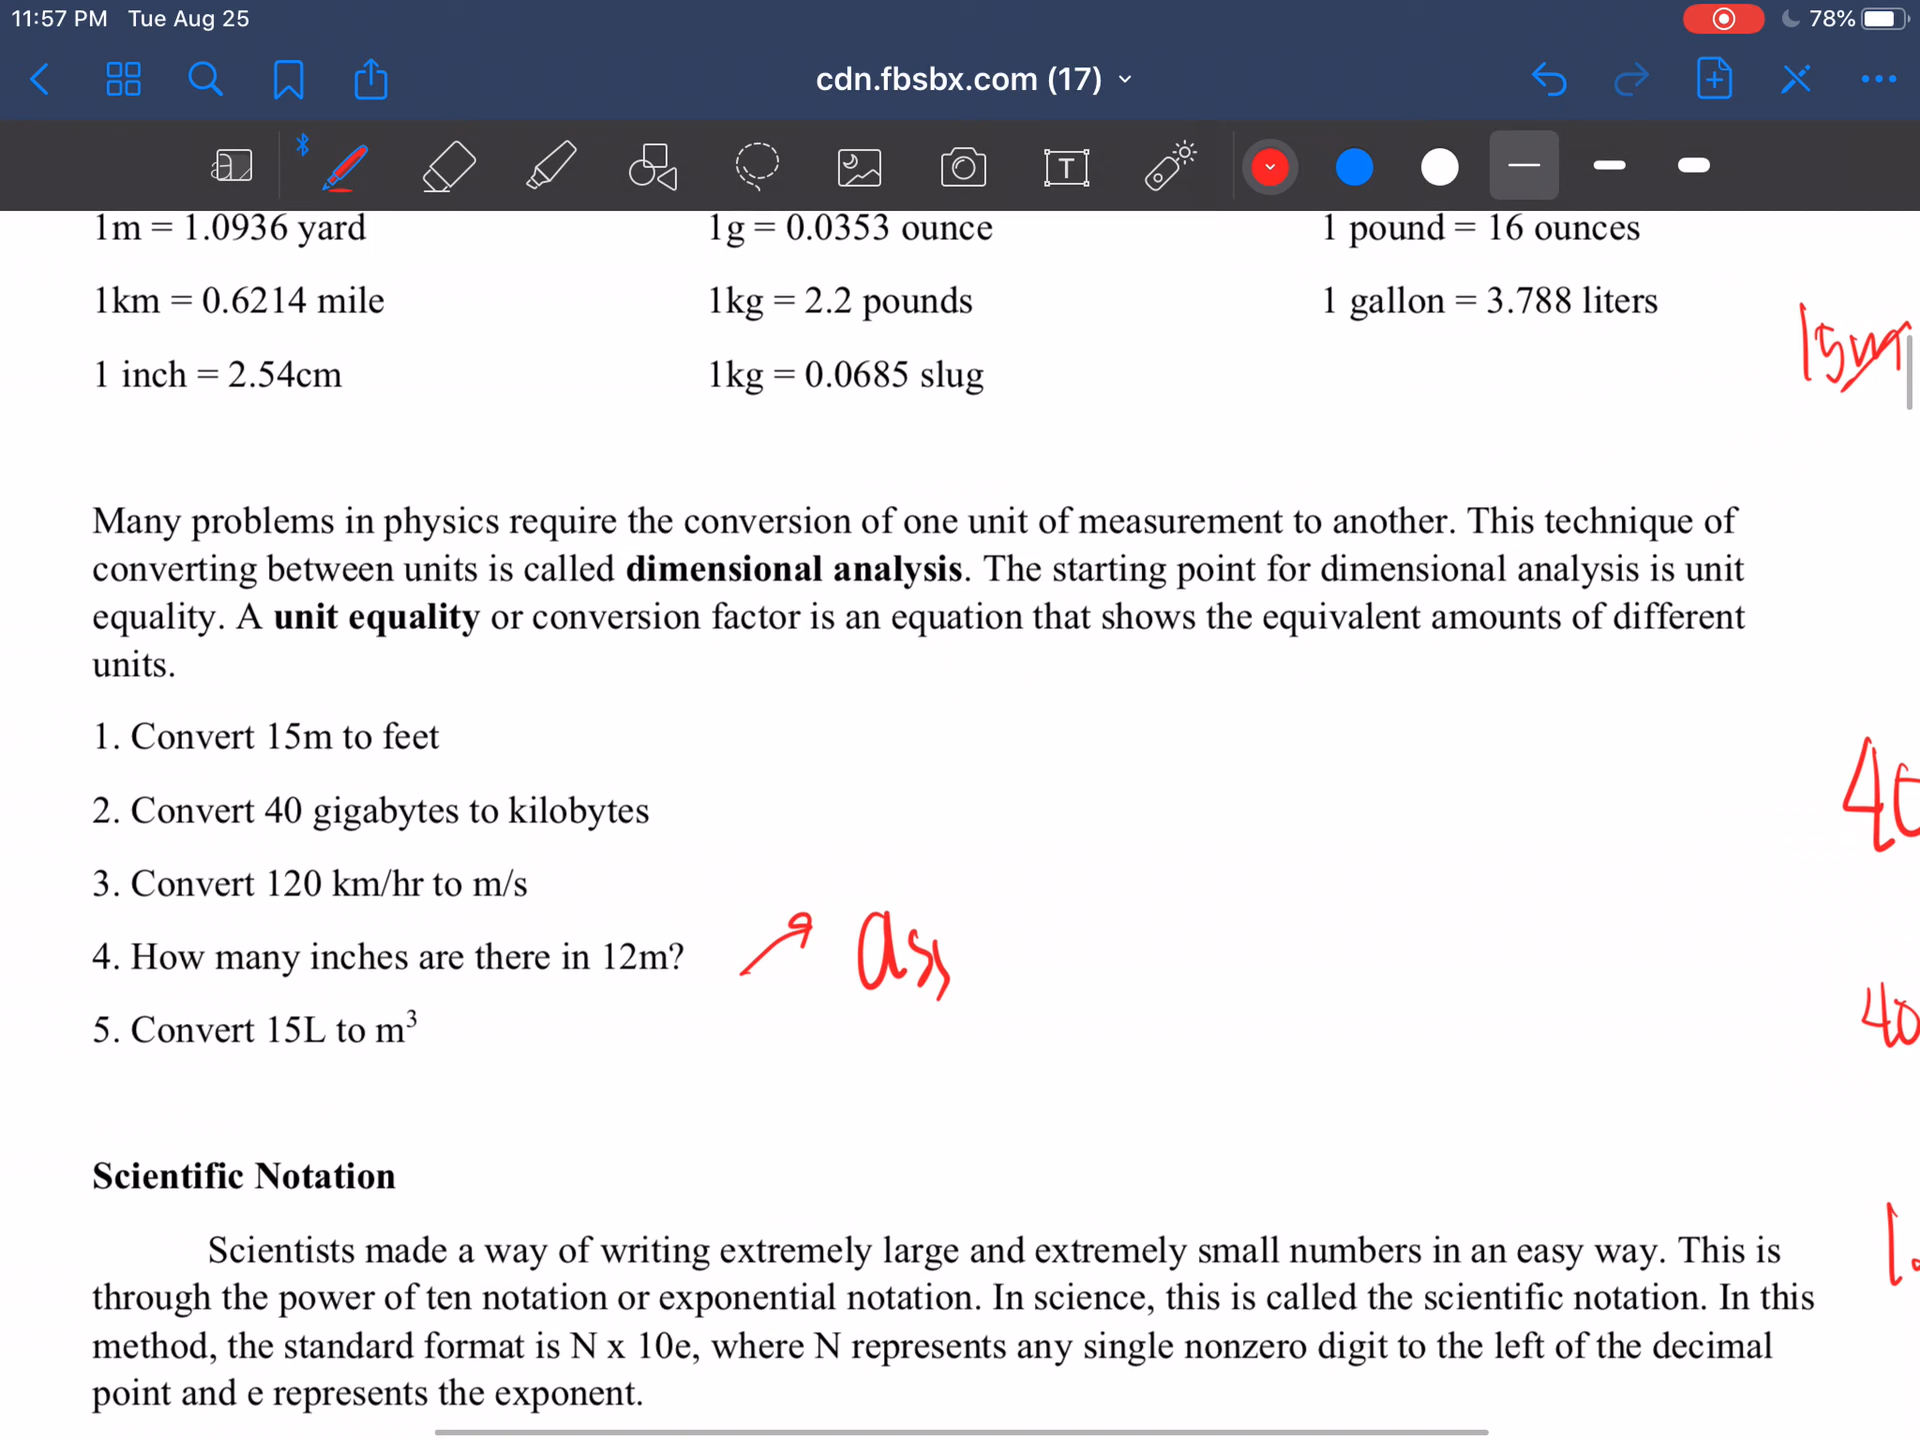 11:57 PM Tue Aug 25
78%
cdn.fbsbx.com (17)
1m = 1.0936 yard 1g = 0.0353 ounce 1 pound = 16 ounces
1km = 0.6214 mile 1kg = 2.2 pounds 1 gallon = 3.788 liters
15m
1 inch = 2.54cm 1kg = 0.0685 slug
Many problems in physics require the conversion of one unit of measurement to another. This technique of
converting between units is called dimensional analysis. The starting point for dimensional analysis is unit
equality. A unit equality or conversion factor is an equation that shows the equivalent amounts of different
units.
1. Convert 15m to feet
2. Convert 40 gigabytes to kilobytes
40
3. Convert 120 km/hr to m/s
4. How many inches are there in 12m? ass
5. Convert 15L to m³
40
Scientific Notation
Scientists made a way of writing extremely large and extremely small numbers in an easy way. This is
1.
through the power of ten notation or exponential notation. In science, this is called the scientific notation. In this
method, the standard format is N x 10e, where N represents any single nonzero digit to the left of the decimal
point and e represents the exponent.